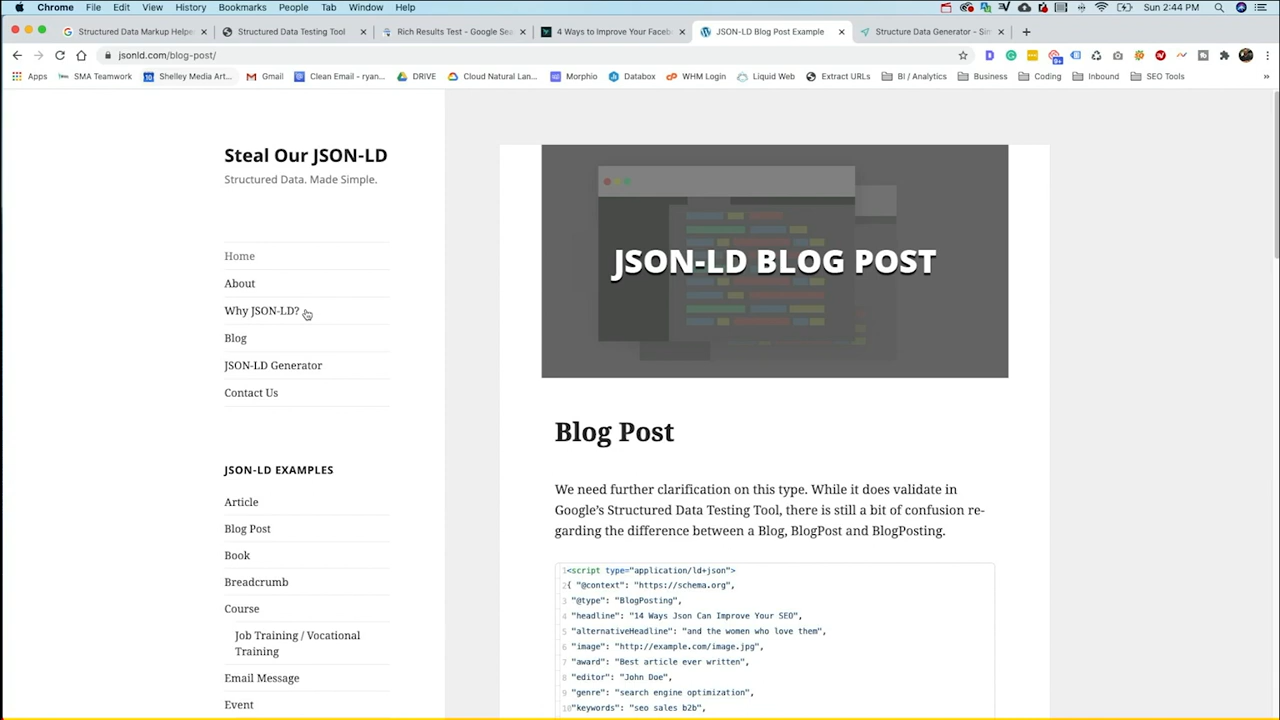 Chrome File Edit View History Bookmarks People Tab Window Help
Sun 2:44 PM
Structured Data Markup Helpe
Structured Data Testing Tool
Rich Results Test - Google Sea
4 Ways to Improve Your Faceb
JSON-LD Blog Post Example
Structure Data Generator - Sim
jsonld.com/blog-post/
Apps
SMA Teamwork
Shelley Media Art...
Gmail
Clean Email - ryan...
DRIVE
Cloud Natural Lan...
Morphio
Databox
WHM Login
Liquid Web
Extract URLs
BI / Analytics
Business
Coding
Inbound
SEO Tools
»
Steal Our JSON-LD
Structured Data. Made Simple.
Home
About
Why JSON-LD?
Blog
JSON-LD Generator
Contact Us
JSON-LD EXAMPLES
Article
Blog Post
Book
Breadcrumb
Course
Job Training / Vocational
Training
Email Message
Event
JSON-LD BLOG POST
Blog Post
We need further clarification on this type. While it does validate in
Google's Structured Data Testing Tool, there is still a bit of confusion re-
garding the difference between a Blog, BlogPost and BlogPosting.
1 <script type="application/ld+json">
2 { "@context": "https://schema.org",
3 "@type": "BlogPosting",
4 "headline": "14 Ways Json Can Improve Your SEO",
5 "alternativeHeadline": "and the women who love them",
6 "image": "http://example.com/image.jpg",
7 "award": "Best article ever written",
8 "editor": "John Doe",
9 "genre": "search engine optimization",
10 "keywords": "seo sales b2b",